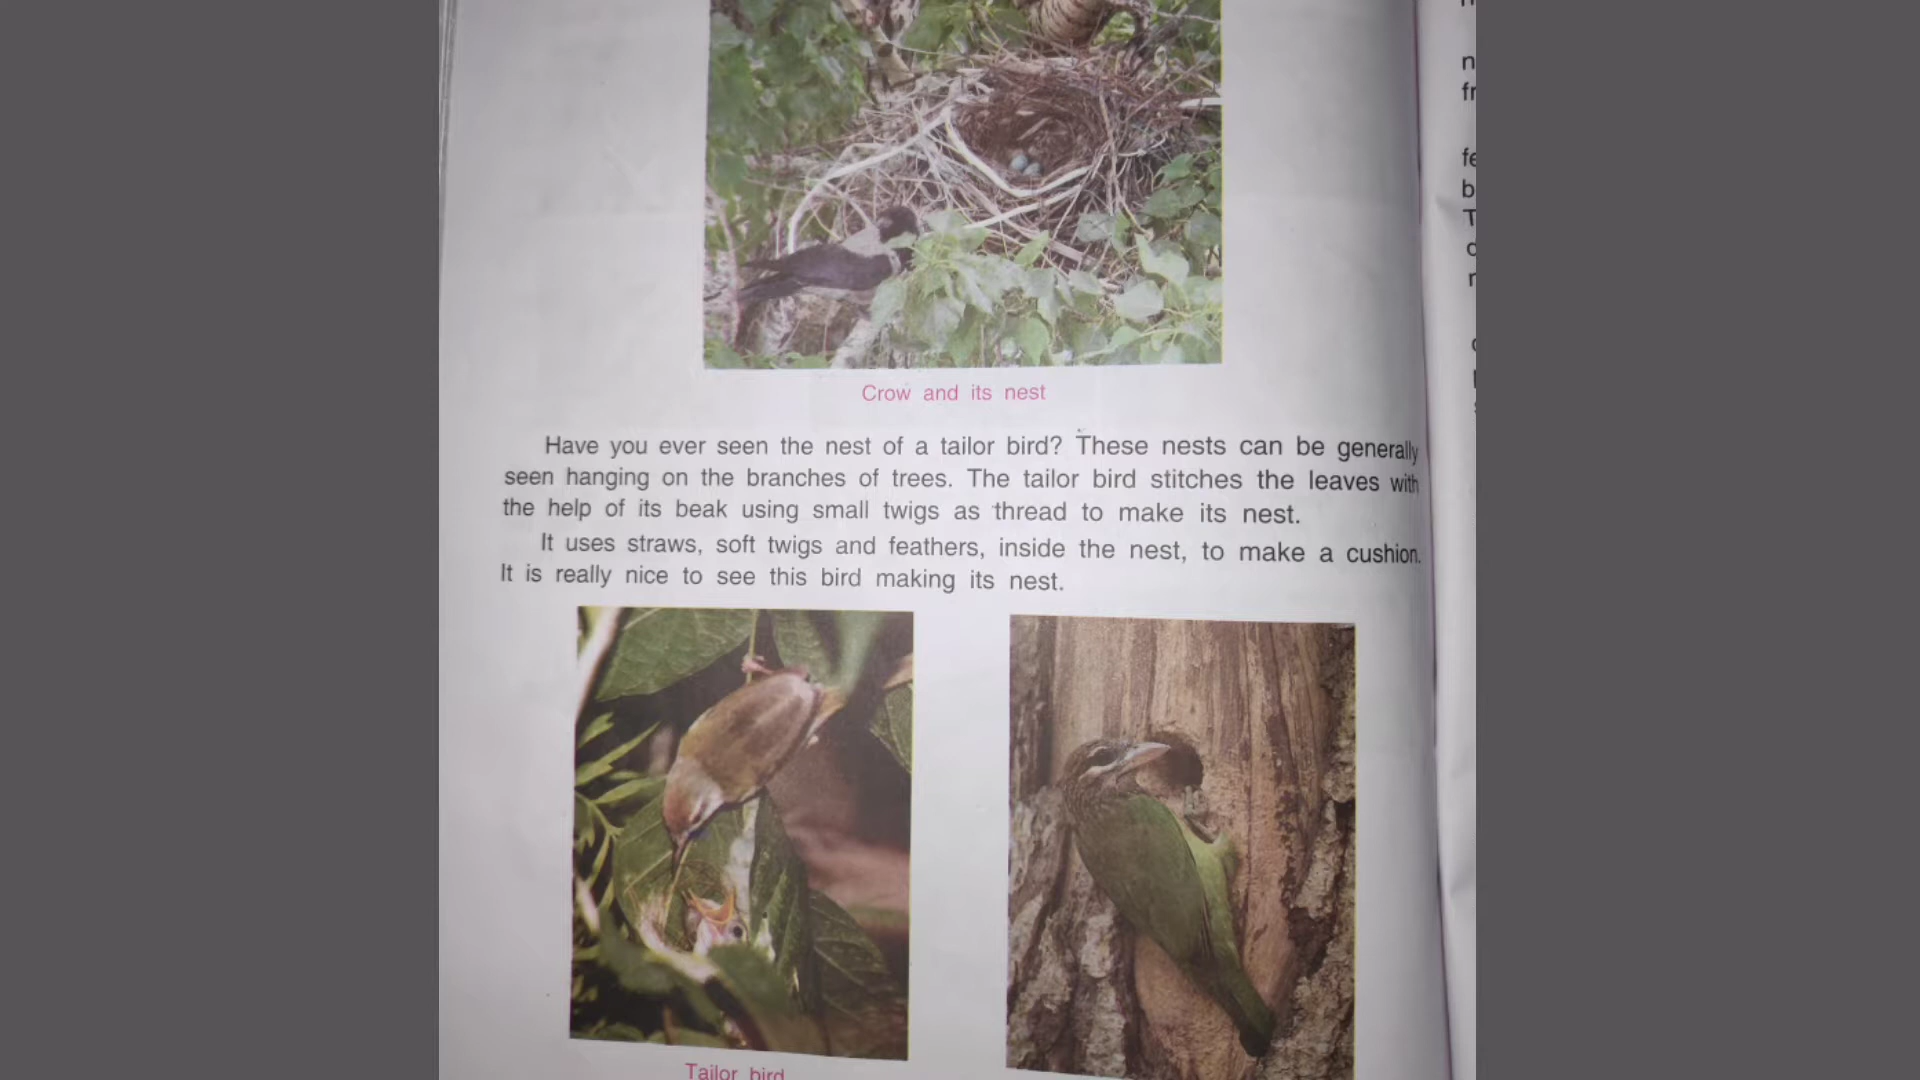 Crow and its nest
Have you ever seen the nest of a tailor bird? These nests can be generally
seen hanging on the branches of trees. The tailor bird stitches the leaves with
the help of its beak using small twigs as thread to make its nest.
It uses straws, soft twigs and feathers, inside the nest, to make a cushion.
It is really nice to see this bird making its nest.
Tailor bird